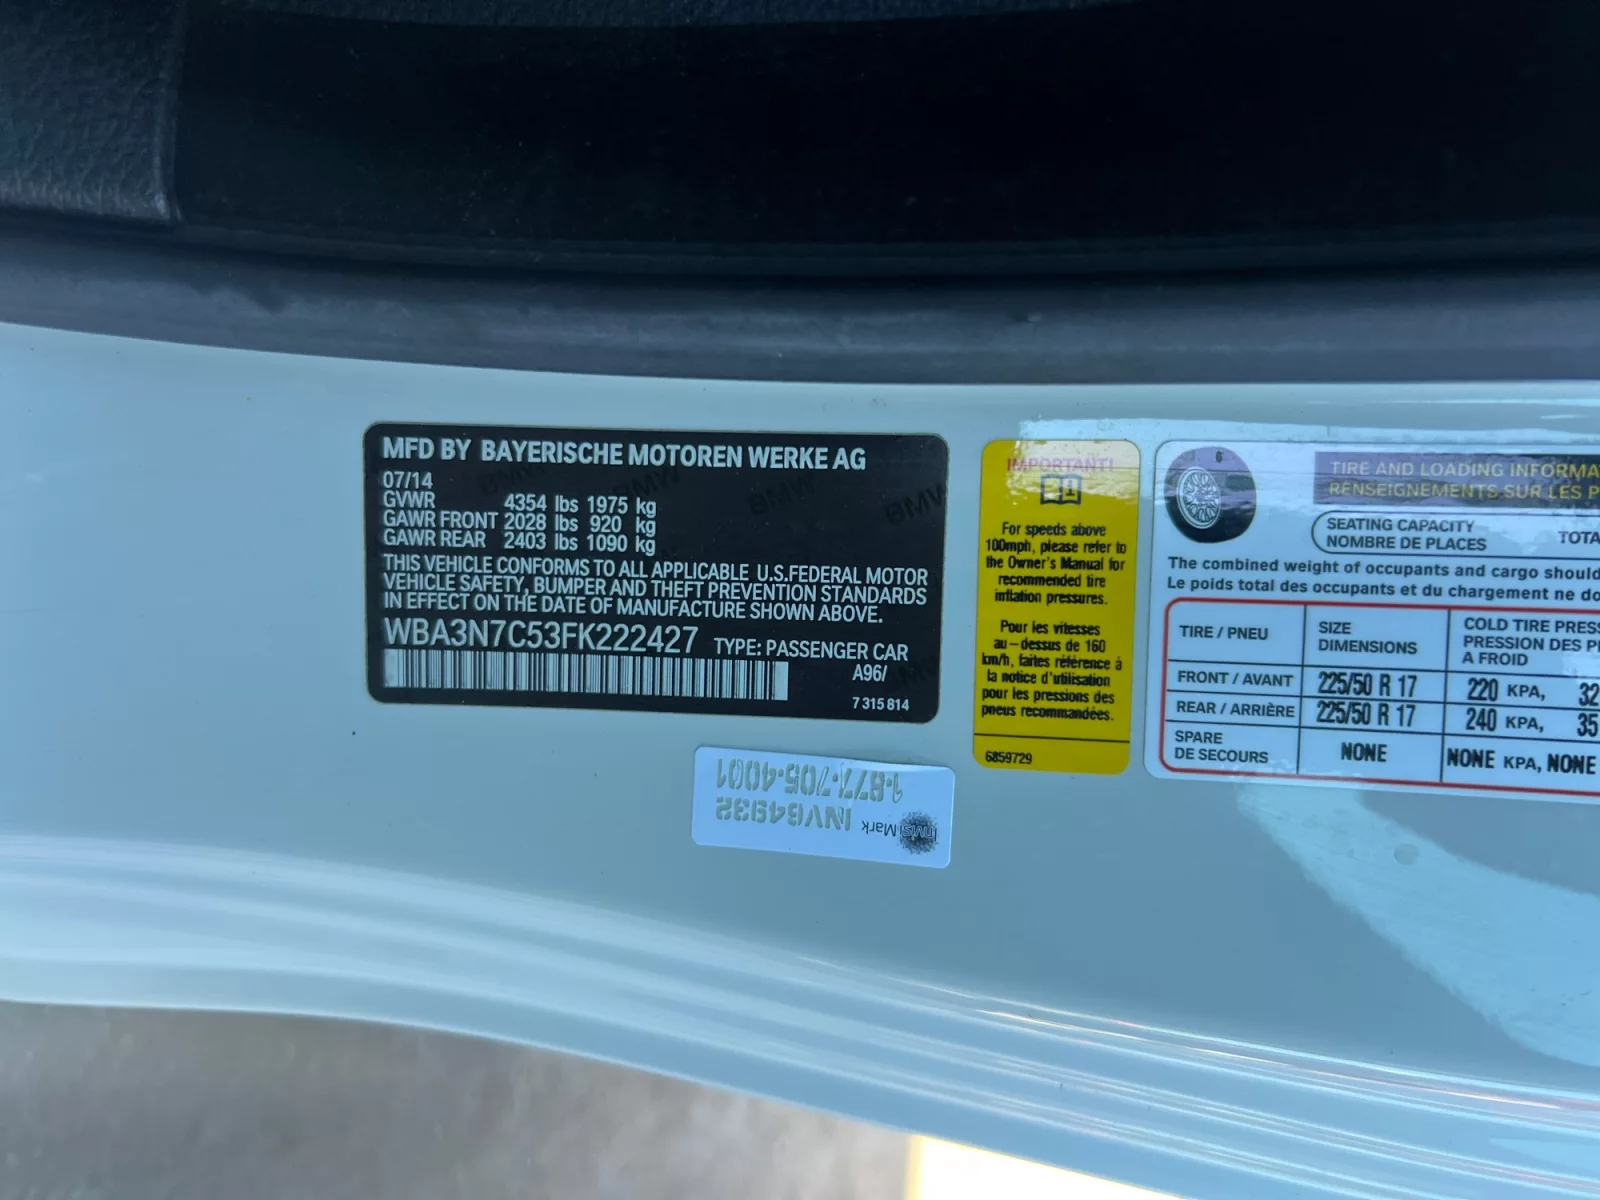 MFD BY BAYERISCHE MOTOREN WERKE AG
07/14
GVWR 4354 lbs 1975 kg
GAWR FRONT 2028 lbs 920 kg
GAWR REAR 2403 lbs 1090 kg
THIS VEHICLE CONFORMS TO ALL APPLICABLE U.S.FEDERAL MOTOR
VEHICLE SAFETY, BUMPER AND THEFT PREVENTION STANDARDS
IN EFFECT ON THE DATE OF MANUFACTURE SHOWN ABOVE.
WBA3N7C53FK222427 TYPE: PASSENGER CAR
A96/
7 315 814
InvisiMark INV64932
1-877-705-4001
IMPORTANT!
For speeds above
100mph, please refer to
the Owner's Manual for
recommended tire
inflation pressures.
Pour les vitesses
au-dessus de 160
km/h, faites référence à
la notice d'utilisation
pour les pressions des
pneus recommandées.
6859729
TIRE AND LOADING
RENSEIGNEMENTS SUR LES
SEATING CAPACITY
NOMBRE DE PLACES
The combined weight of occupants and cargo
Le poids total des occupants et du chargement ne
TIRE / PNEU SIZE COLD TIRE
DIMENSIONS PRESSION DES
A FROID
FRONT / AVANT 225/50 R 17 220 KPA, 32
REAR / ARRIÈRE 225/50 R 17 240 KPA, 35
SPARE
DE SECOURS NONE NONE KPA, NONE